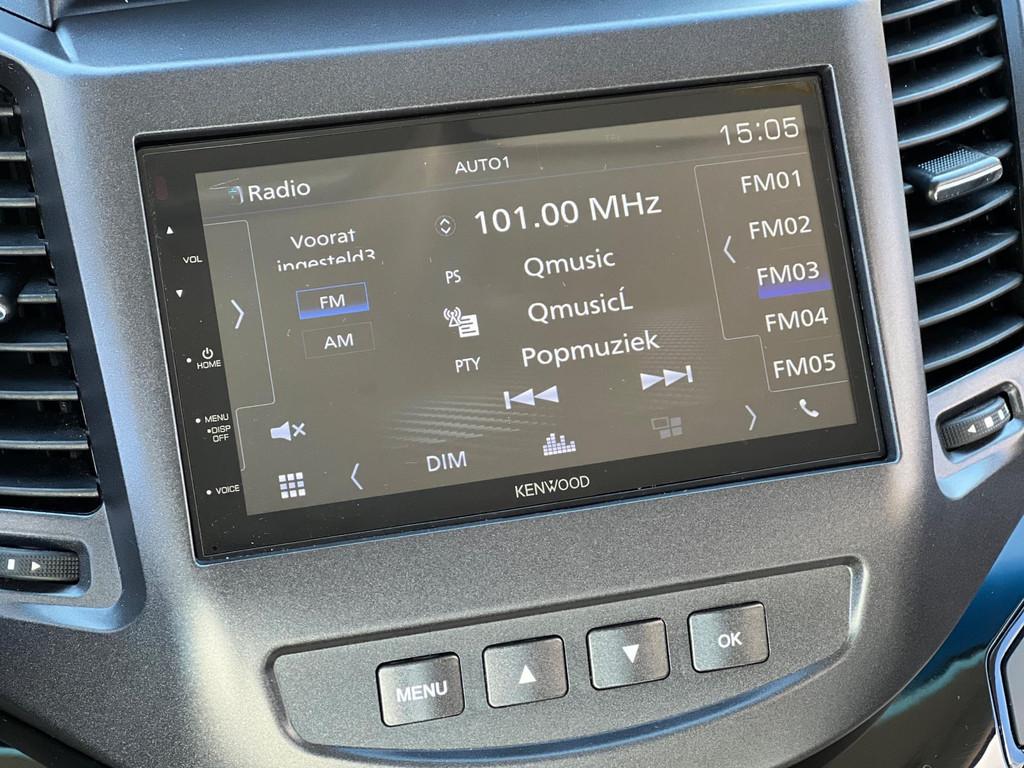 15:05
AUTO1
Radio
FM01
101.00 MHz
FM02
Voorat
ingesteld3
VOL
PS
Qmusic
FM03
FM
QmusicĹ
FM04
AM
PTY
Popmuziek
HOME
FM05
MENU
DISP
OFF
DIM
VOICE
KENWOOD
MENU
OK